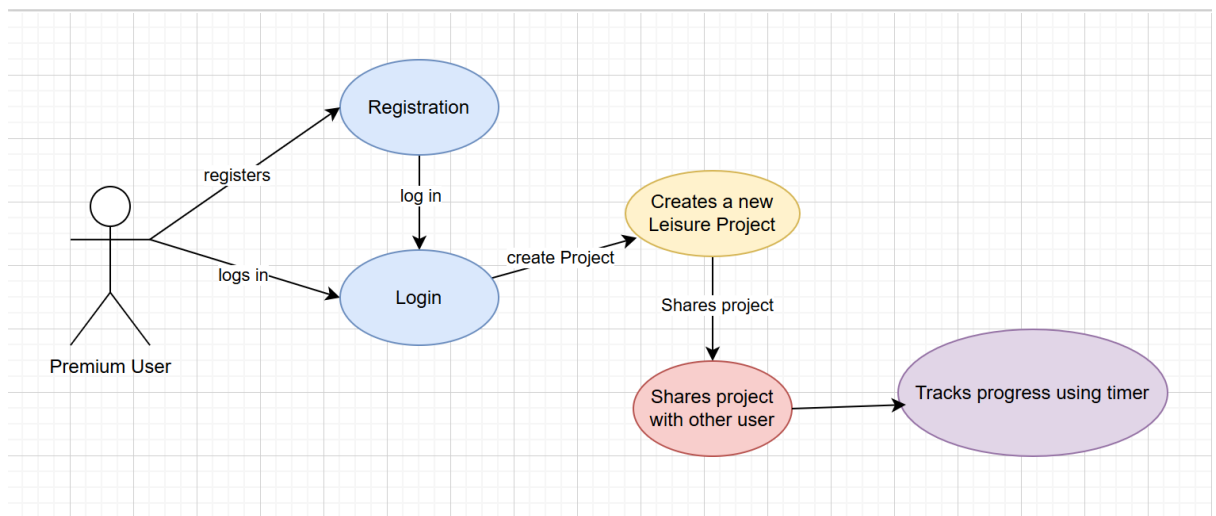 Registration
registers
log in
Creates a new
Leisure Project
create Project
logs in
Login
Shares project
Premium User
Shares project
with other user
Tracks progress using timer